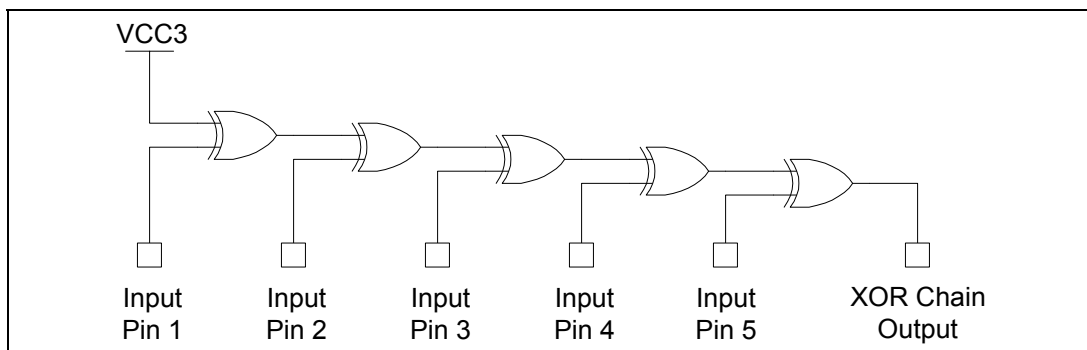 VCC3
Input
Pin 1
Input
Pin 2
Input
Pin 3
Input
Pin 4
Input
Pin 5
XOR Chain
Output